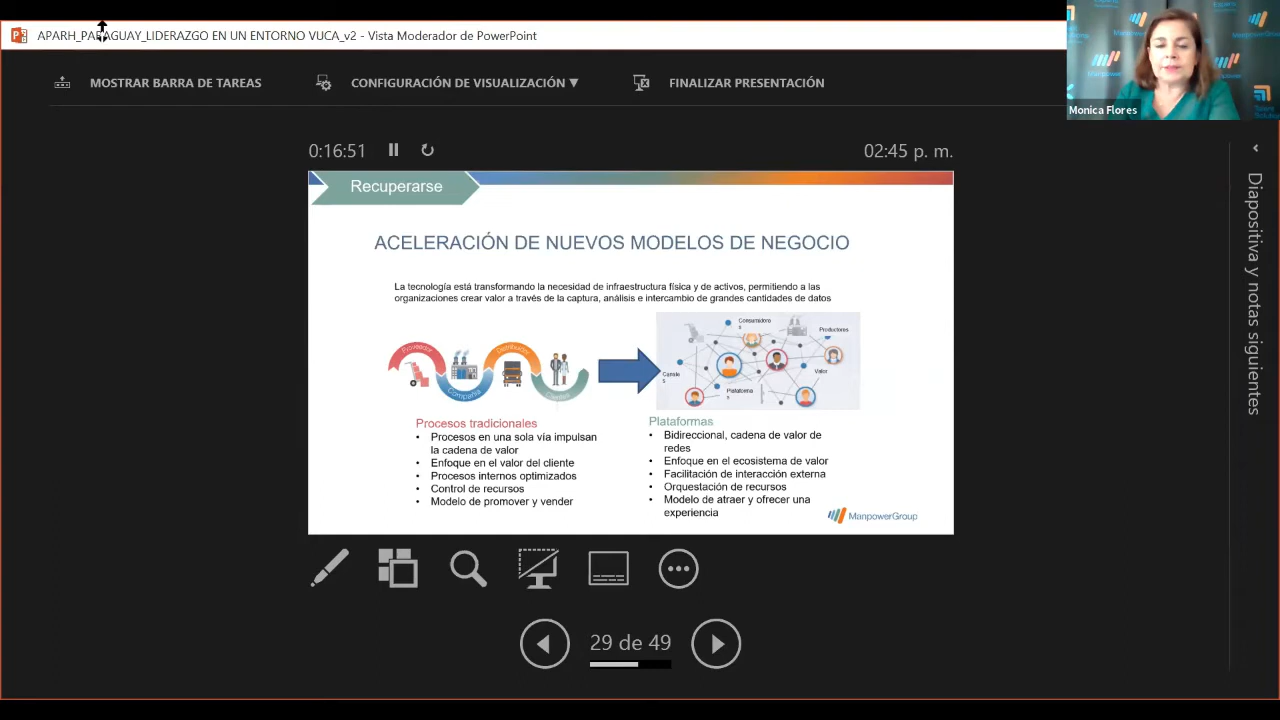 APARH_PARAGUAY_LIDERAZGO EN UN ENTORNO VUCA_v2 - Vista Moderador de PowerPoint
MOSTRAR BARRA DE TAREAS
CONFIGURACIÓN DE VISUALIZACIÓN ▼
FINALIZAR PRESENTACIÓN
Monica Flores
0:16:51
02:45 p. m.
Recuperarse
ACELERACIÓN DE NUEVOS MODELOS DE NEGOCIO
La tecnología está transformando la necesidad de infraestructura física y de activos, permitiendo a las
organizaciones crear valor a través de la captura, análisis e intercambio de grandes cantidades de datos
Proveedor
Compañía
Distribuidor
Clientes
Consumidore
s
Productores
Canale
s
Valor
Plataforma
s
Procesos tradicionales
• Procesos en una sola vía impulsan
la cadena de valor
• Enfoque en el valor del cliente
• Procesos internos optimizados
• Control de recursos
• Modelo de promover y vender
Plataformas
• Bidireccional, cadena de valor de
redes
• Enfoque en el ecosistema de valor
• Facilitación de interacción externa
• Orquestación de recursos
• Modelo de atraer y ofrecer una
experiencia
ManpowerGroup
29 de 49
Diapositiva y notas siguientes